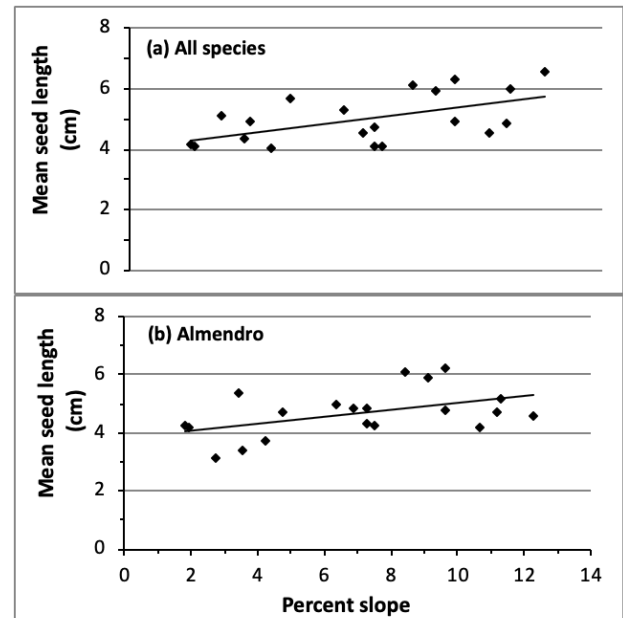 8
(a) All species
6
4
2
0
Mean seed length
(cm)
8
(b) Almendro
6
4
2
0
Mean seed length
(cm)
0 2 4 6 8 10 12 14
Percent slope